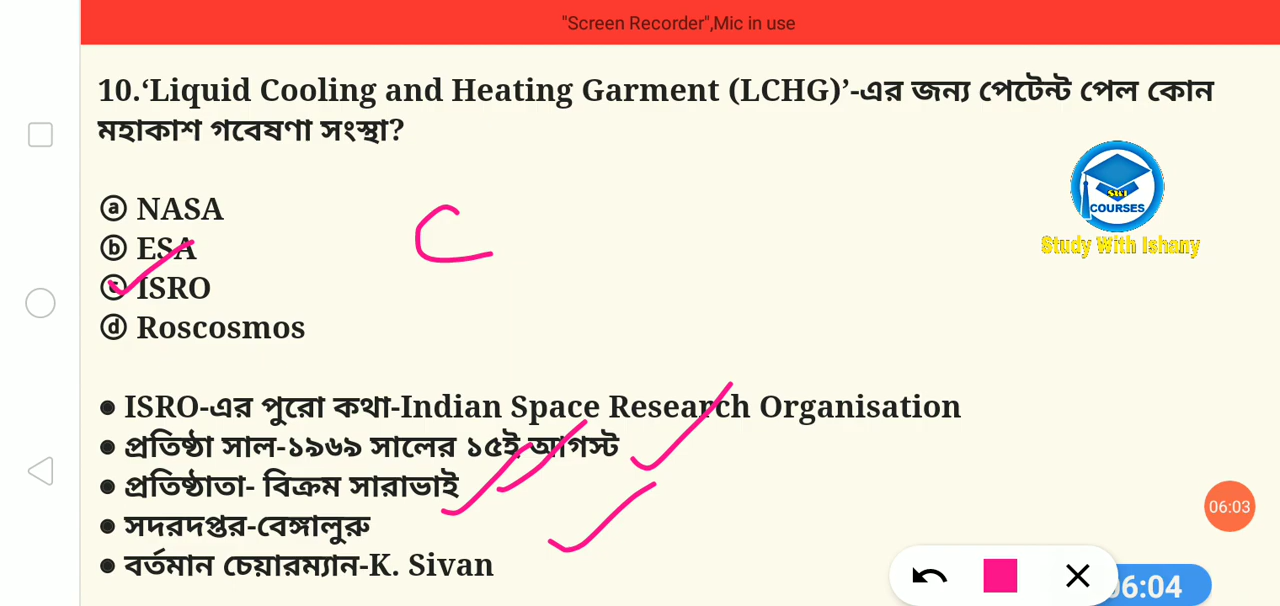 "Screen Recorder",Mic in use
10.‘Liquid Cooling and Heating Garment (LCHG)’-এর জন্য পেটেন্ট পেল কোন
মহাকাশ গবেষণা সংস্থা?
ⓐ NASA
ⓑ ESA
ⓒ ISRO
ⓓ Roscosmos
C
COURSES
Study With Ishany
● ISRO-এর পুরো কথা-Indian Space Research Organisation
● প্রতিষ্ঠা সাল-১৯৬৯ সালের ১৫ই আগস্ট
● প্রতিষ্ঠাতা- বিক্রম সারাভাই
● সদরদপ্তর-বেঙ্গালুরু
● বর্তমান চেয়ারম্যান-K. Sivan
06:03
06:04